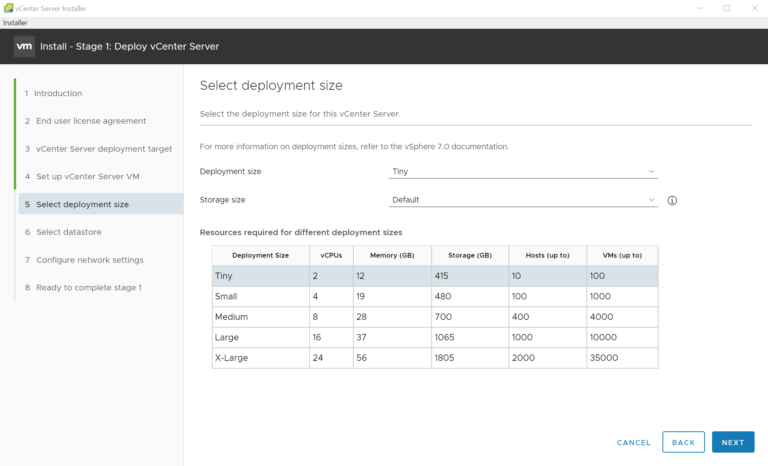 vCenter Server Installer
Installer
vm Install - Stage 1: Deploy vCenter Server
1 Introduction
2 End user license agreement
3 vCenter Server deployment target
4 Set up vCenter Server VM
5 Select deployment size
6 Select datastore
7 Configure network settings
8 Ready to complete stage 1
Select deployment size
Select the deployment size for this vCenter Server.
For more information on deployment sizes, refer to the vSphere 7.0 documentation.
Deployment size Tiny
Storage size Default
Resources required for different deployment sizes
Deployment Size vCPUs Memory (GB) Storage (GB) Hosts (up to) VMs (up to)
Tiny 2 12 415 10 100
Small 4 19 480 100 1000
Medium 8 28 700 400 4000
Large 16 37 1065 1000 10000
X-Large 24 56 1805 2000 35000
CANCEL BACK NEXT